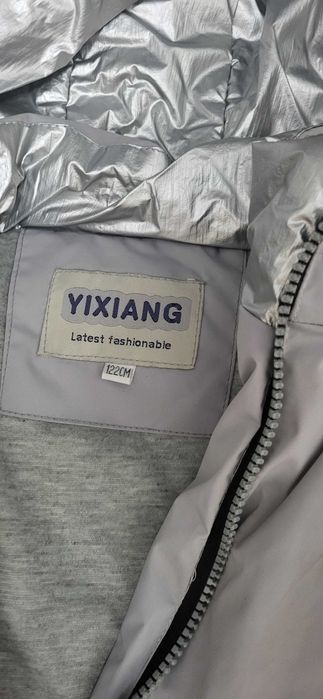 YIXIANG
Latest fashionable
122CM